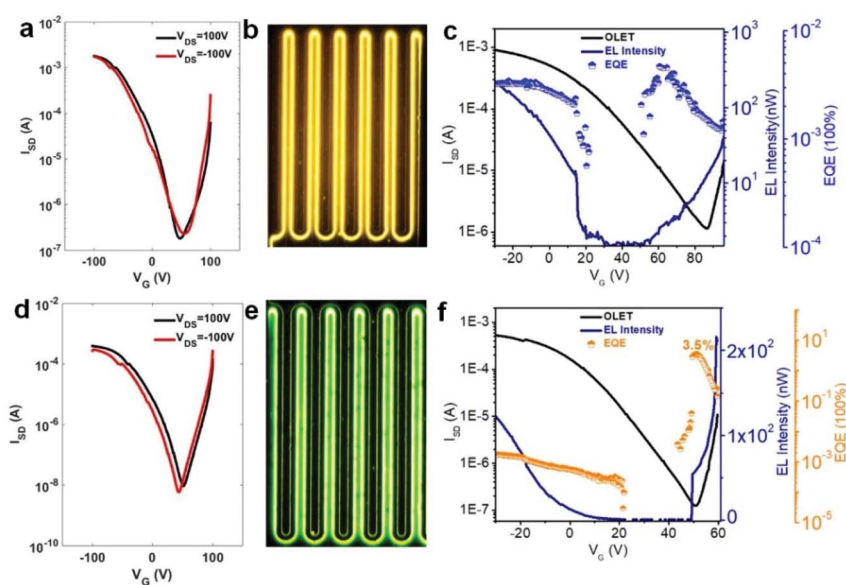 a
b
c
V_DS=100V
V_DS=-100V
10^-2
10^-3
10^-4
10^-5
10^-6
10^-7
I_SD (A)
-100
0
100
V_G (V)
OLET
EL Intensity
EQE
1E-3
1E-4
1E-5
1E-6
I_SD (A)
-20
0
20
40
60
80
V_G (V)
10^3
10^2
10^1
10^0
EL Intensity(nW)
10^-2
10^-3
10^-4
EQE (100%)
d
e
f
V_DS=100V
V_DS=-100V
10^-2
10^-4
10^-6
10^-8
10^-10
I_SD (A)
-100
0
100
V_G (V)
OLET
EL Intensity
EQE
3.5%
1E-3
1E-4
1E-5
1E-6
1E-7
I_SD (A)
-20
0
20
40
60
V_G (V)
2x10^2
1x10^2
0
EL Intensity (nW)
10^1
10^-1
10^-3
10^-5
EQE (100%)